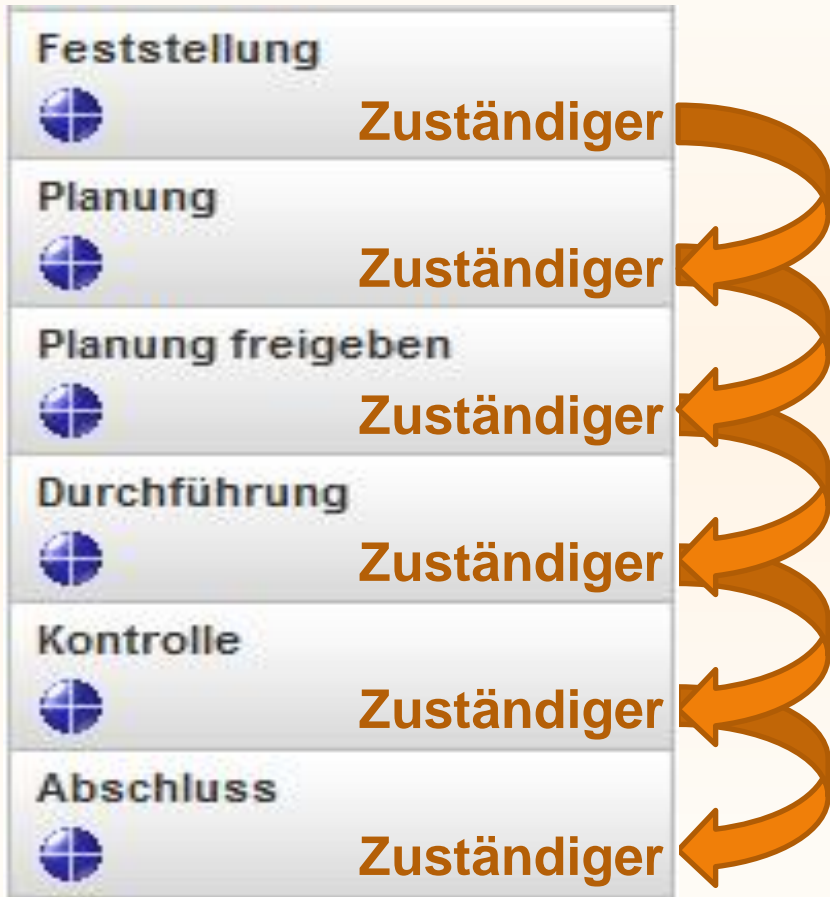 Feststellung
Zuständiger
Planung
Zuständiger
Planung freigeben
Zuständiger
Durchführung
Zuständiger
Kontrolle
Zuständiger
Abschluss
Zuständiger